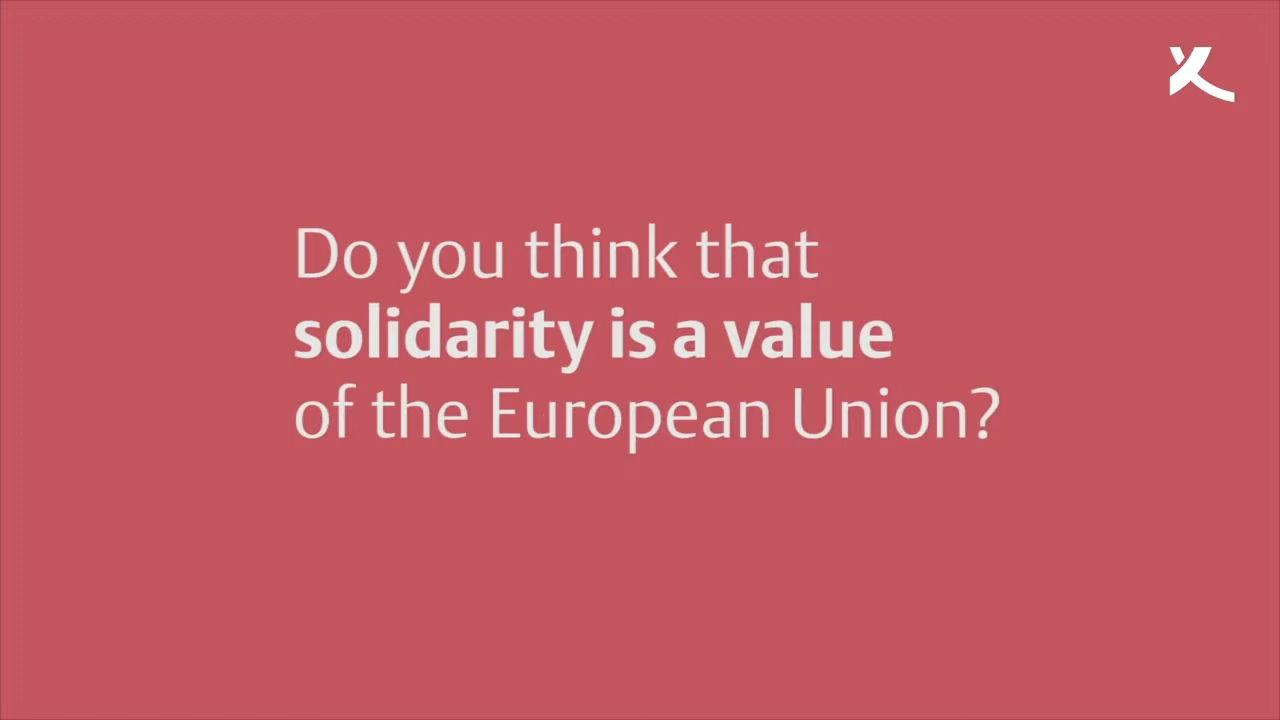 Do you think that
solidarity is a value
of the European Union?